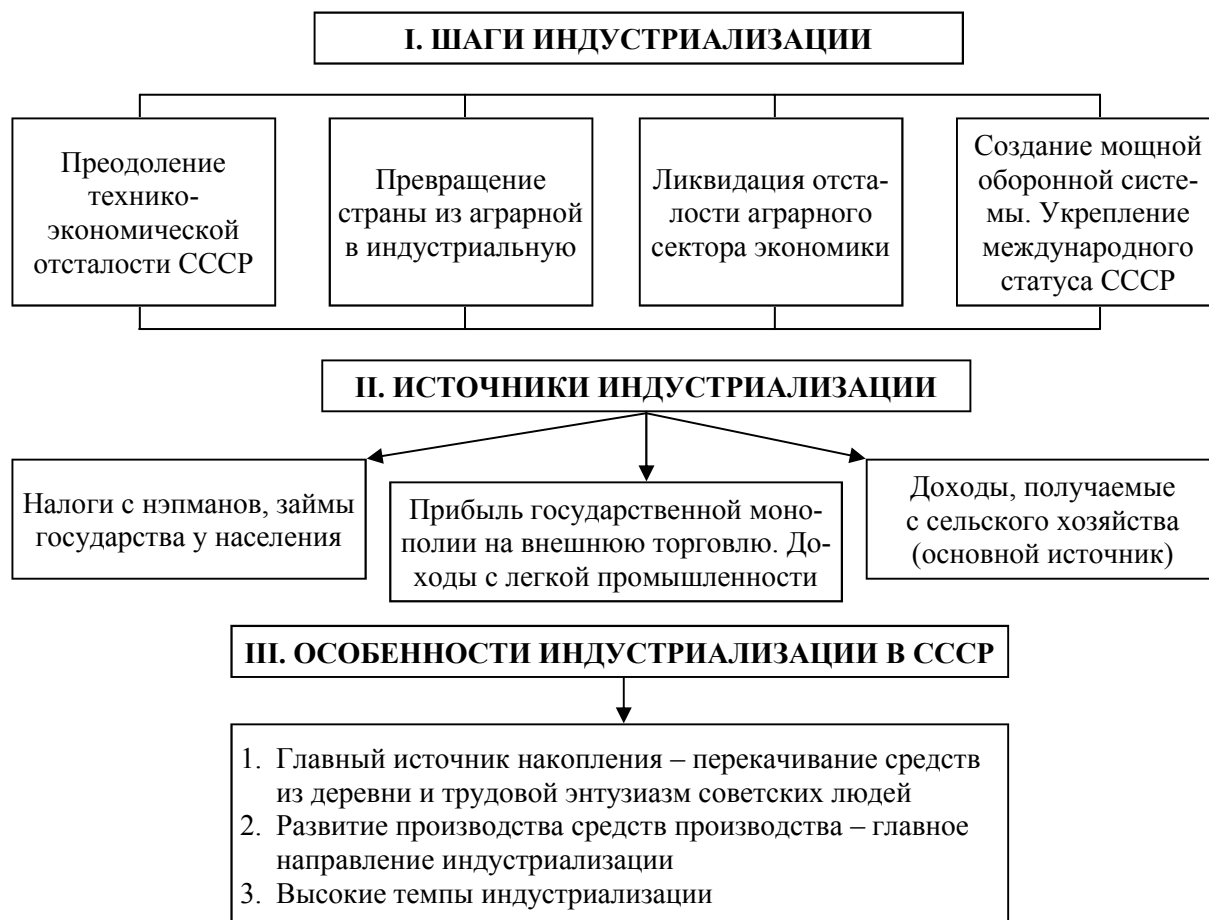 I. ШАГИ ИНДУСТРИАЛИЗАЦИИ
Преодоление
технико-
экономической
отсталости СССР
Превращение
страны из аграрной
в индустриальную
Ликвидация отста-
лости аграрного
сектора экономики
Создание мощной
оборонной систе-
мы. Укрепление
международного
статуса СССР
II. ИСТОЧНИКИ ИНДУСТРИАЛИЗАЦИИ
Налоги с нэпманов, займы
государства у населения
Прибыль государственной моно-
полии на внешнюю торговлю. До-
ходы с легкой промышленности
Доходы, получаемые
с сельского хозяйства
(основной источник)
III. ОСОБЕННОСТИ ИНДУСТРИАЛИЗАЦИИ В СССР
1. Главный источник накопления – перекачивание средств
из деревни и трудовой энтузиазм советских людей
2. Развитие производства средств производства – главное
направление индустриализации
3. Высокие темпы индустриализации